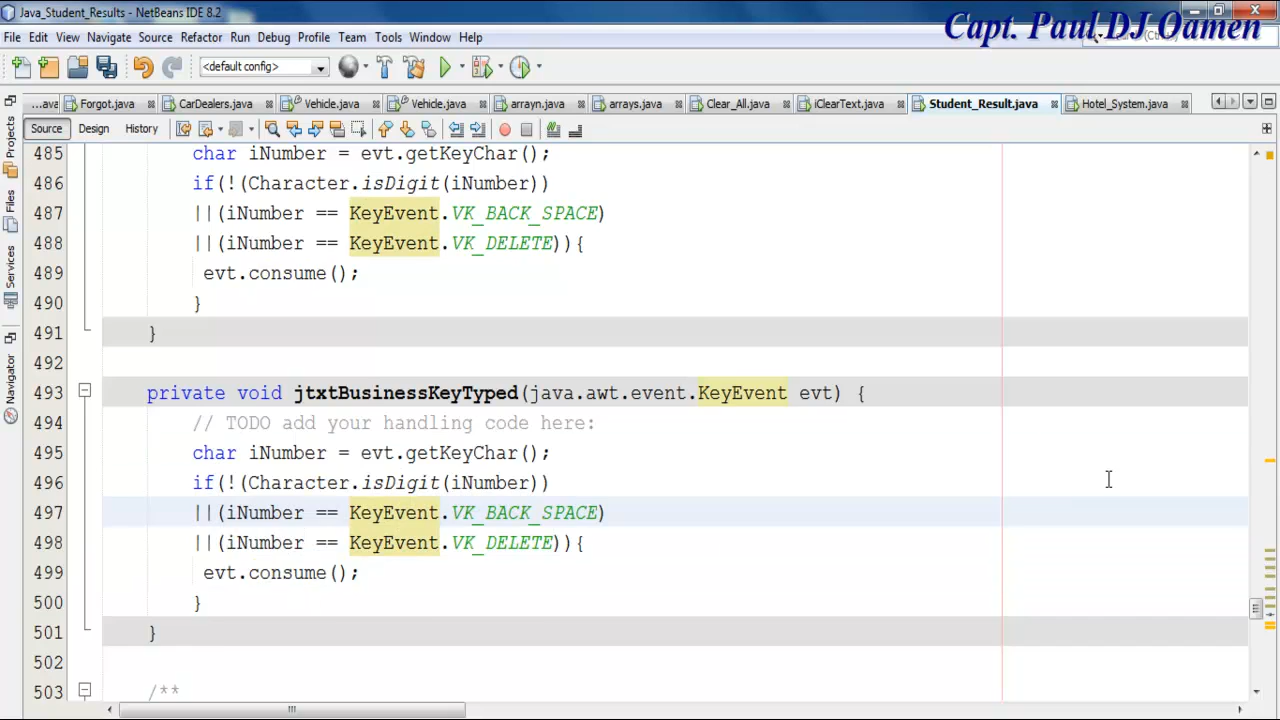 Java_Student_Results - NetBeans IDE 8.2
Capt. Paul DJ Oamen
File Edit View Navigate Source Refactor Run Debug Profile Team Tools Window Help
<default config>
...ava Forgot.java CarDealers.java Vehicle.java Vehicle.java arrayn.java arrays.java Clear_All.java iClearText.java Student_Result.java Hotel_System.java
Source Design History
Projects
Files
Services
Navigator
485 char iNumber = evt.getKeyChar();
486 if(!(Character.isDigit(iNumber))
487 ||(iNumber == KeyEvent.VK_BACK_SPACE)
488 ||(iNumber == KeyEvent.VK_DELETE)){
489 evt.consume();
490 }
491 }
492
493 private void jtxtBusinessKeyTyped(java.awt.event.KeyEvent evt) {
494 // TODO add your handling code here:
495 char iNumber = evt.getKeyChar();
496 if(!(Character.isDigit(iNumber))
497 ||(iNumber == KeyEvent.VK_BACK_SPACE)
498 ||(iNumber == KeyEvent.VK_DELETE)){
499 evt.consume();
500 }
501 }
502
503 /**